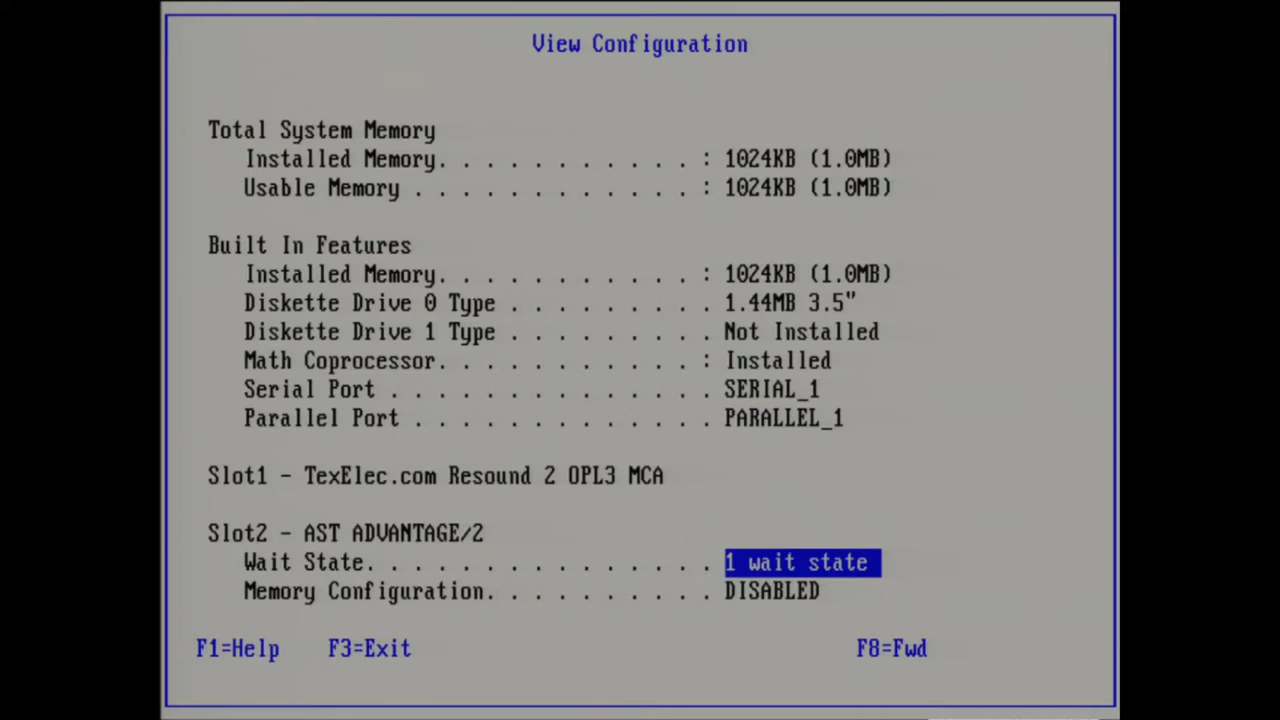 View Configuration
Total System Memory
Installed Memory. . . . . . . . . . . : 1024KB (1.0MB)
Usable Memory . . . . . . . . . . . . : 1024KB (1.0MB)
Built In Features
Installed Memory. . . . . . . . . . . : 1024KB (1.0MB)
Diskette Drive 0 Type . . . . . . . . . 1.44MB 3.5"
Diskette Drive 1 Type . . . . . . . . . Not Installed
Math Coprocessor. . . . . . . . . . . : Installed
Serial Port . . . . . . . . . . . . . . SERIAL_1
Parallel Port . . . . . . . . . . . . . PARALLEL_1
Slot1 - TexElec.com Resound 2 OPL3 MCA
Slot2 - AST ADVANTAGE/2
Wait State. . . . . . . . . . . . . . . 1 wait state
Memory Configuration. . . . . . . . . . DISABLED
F1=Help F3=Exit F8=Fwd